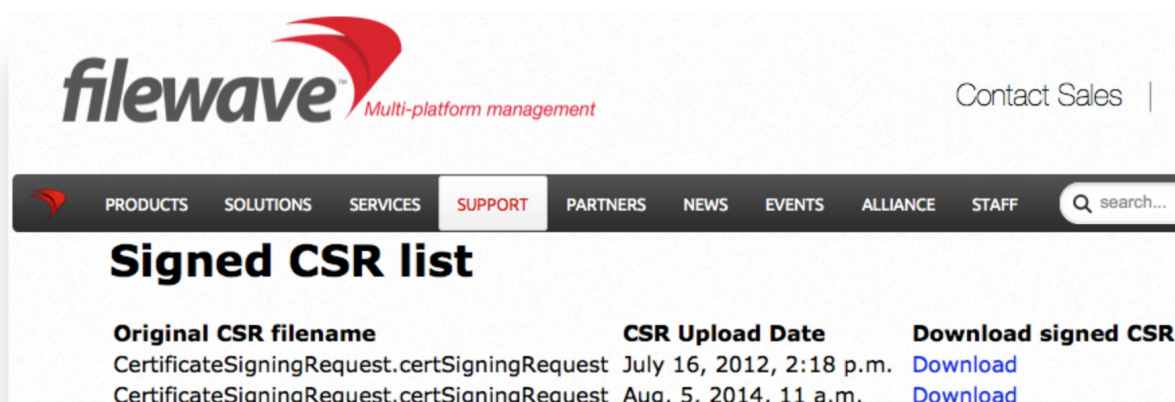 filewave™
Multi-platform management
Contact Sales |
PRODUCTS SOLUTIONS SERVICES SUPPORT PARTNERS NEWS EVENTS ALLIANCE STAFF search...
Signed CSR list
Original CSR filename CSR Upload Date Download signed CSR
CertificateSigningRequest.certSigningRequest July 16, 2012, 2:18 p.m. Download
CertificateSigningRequest.certSigningRequest Aug. 5, 2014, 11 a.m. Download